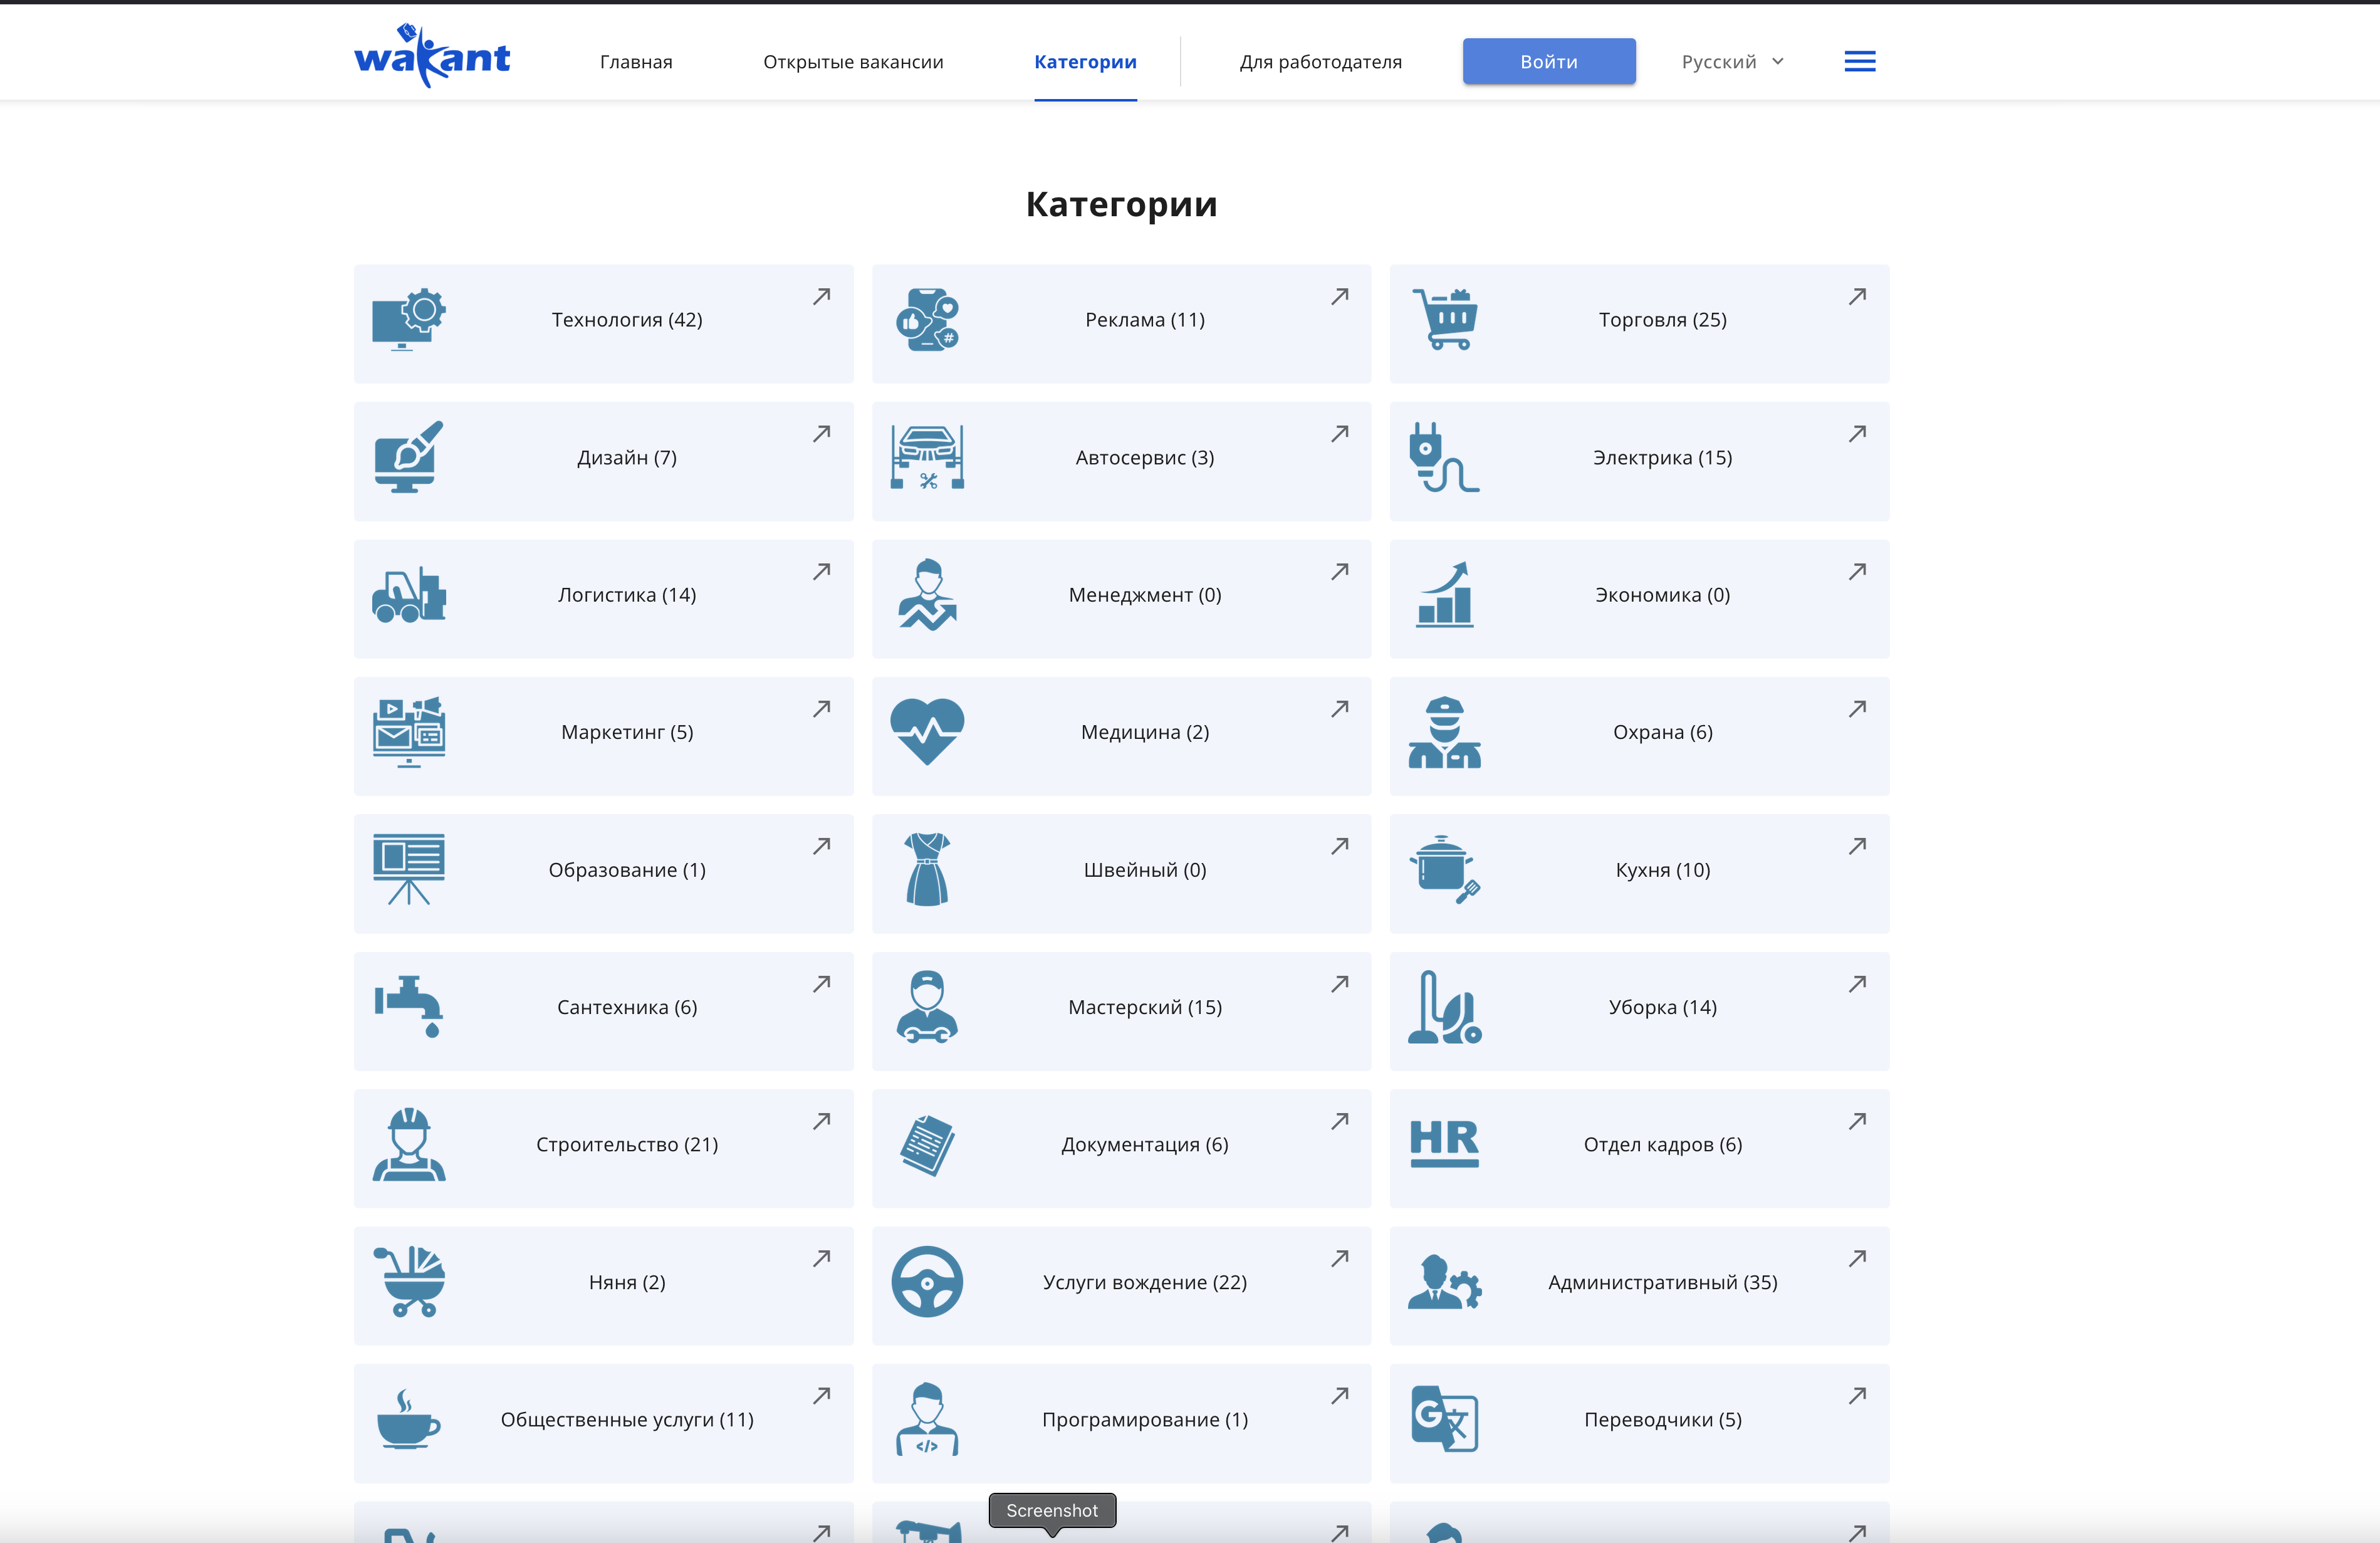 wakant
Главная Открытые вакансии Категории Для работодателя Войти Русский
Категории
Технология (42) Реклама (11) Торговля (25)
Дизайн (7) Автосервис (3) Электрика (15)
Логистика (14) Менеджмент (0) Экономика (0)
Маркетинг (5) Медицина (2) Охрана (6)
Образование (1) Швейный (0) Кухня (10)
Сантехника (6) Мастерский (15) Уборка (14)
Строительство (21) Документация (6) HR Отдел кадров (6)
Няня (2) Услуги вождение (22) Административный (35)
Общественные услуги (11) </> Програмирование (1) G 文 Переводчики (5)
Screenshot